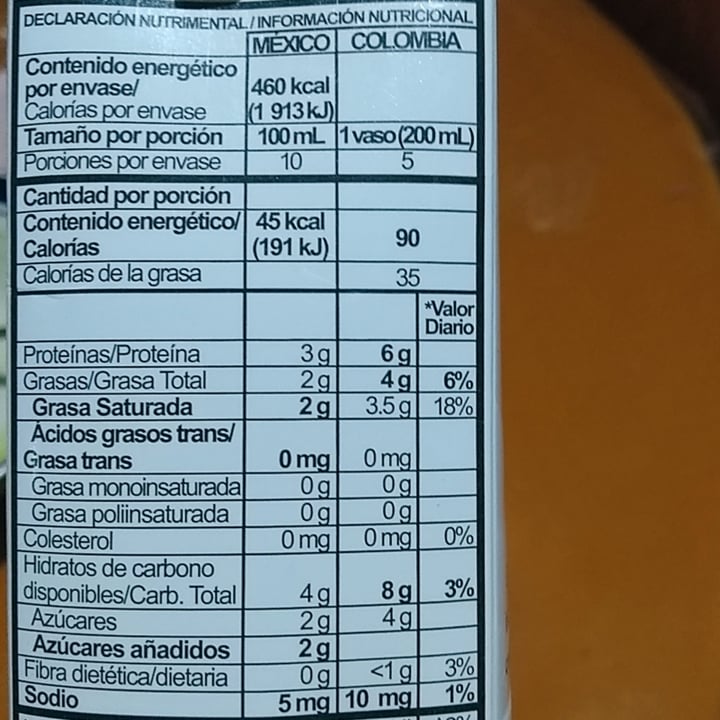 DECLARACIÓN NUTRIMENTAL / INFORMACIÓN NUTRICIONAL
MÉXICO COLOMBIA
Contenido energético
por envase/ 460 kcal
Calorías por envase (1 913 kJ)
Tamaño por porción 100 mL 1 vaso (200 mL)
Porciones por envase 10 5
Cantidad por porción
Contenido energético/ 45 kcal
Calorías (191 kJ) 90
Calorías de la grasa 35
*Valor
Diario
Proteínas/Proteína 3 g 6 g
Grasas/Grasa Total 2 g 4 g 6%
Grasa Saturada 2 g 3.5 g 18%
Ácidos grasos trans/
Grasa trans 0 mg 0 mg
Grasa monoinsaturada 0 g 0 g
Grasa poliinsaturada 0 g 0 g
Colesterol 0 mg 0 mg 0%
Hidratos de carbono
disponibles/Carb. Total 4 g 8 g 3%
Azúcares 2 g 4 g
Azúcares añadidos 2 g
Fibra dietética/dietaria 0 g <1 g 3%
Sodio 5 mg 10 mg 1%